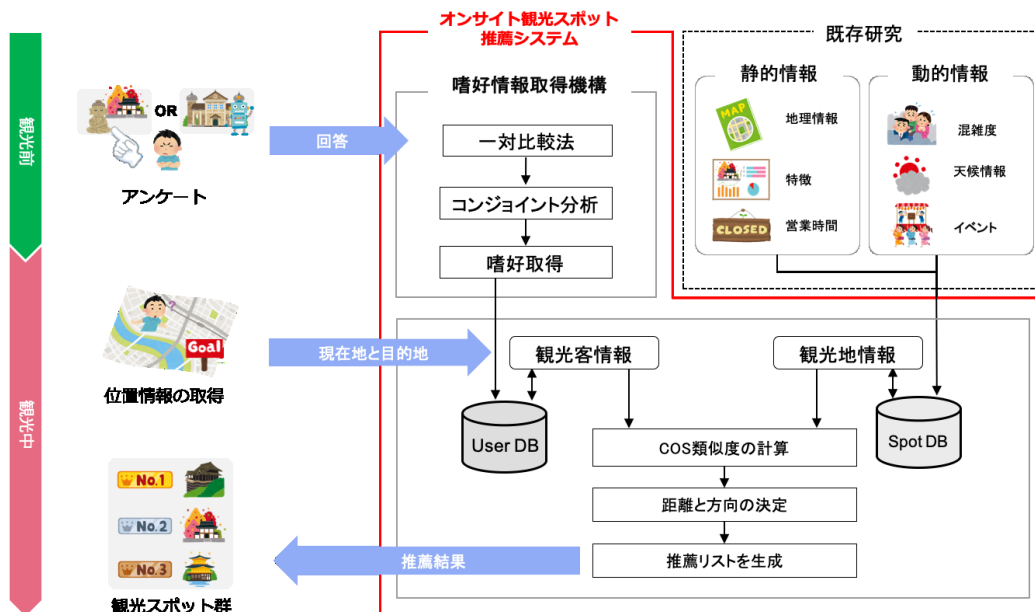 オンサイト観光スポット
推薦システム
既存研究
観光前
OR
アンケート
回答
嗜好情報取得機構
一対比較法
コンジョイント分析
嗜好取得
静的情報
MAP
地理情報
特徴
CLOSED
営業時間
動的情報
混雑度
天候情報
イベント
観光中
?
Goal
位置情報の取得
現在地と目的地
観光客情報
観光地情報
User DB
Spot DB
COS類似度の計算
距離と方向の決定
推薦リストを生成
推薦結果
No.1
No.2
No.3
観光スポット群